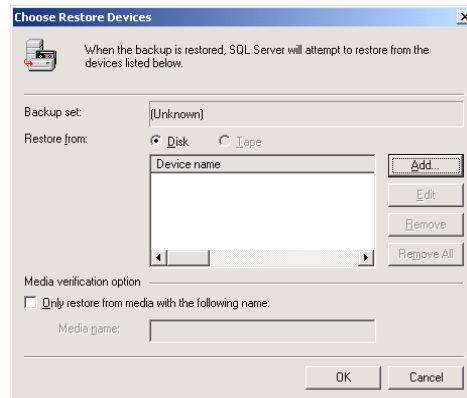 Choose Restore Devices
When the backup is restored, SQL Server will attempt to restore from the
devices listed below.
Backup set:
(Unknown)
Restore from:
Disk
Tape
Device name
Add...
Edit
Remove
Remove All
Media verification option
Only restore from media with the following name:
Media name:
OK
Cancel